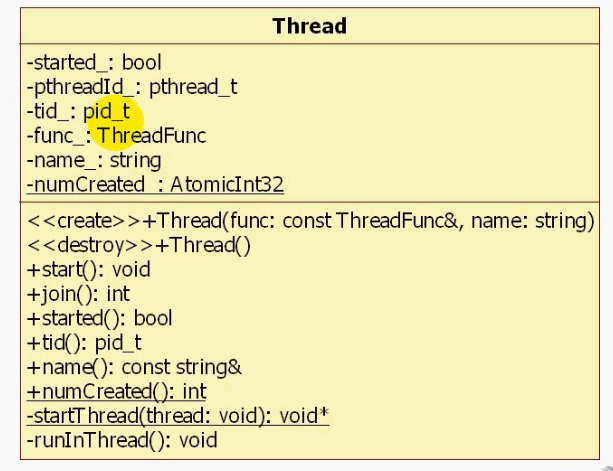 Thread
-started_: bool
-pthreadId_: pthread_t
-tid_: pid_t
-func_: ThreadFunc
-name_: string
-numCreated_: AtomicInt32
<<create>>+Thread(func: const ThreadFunc&, name: string)
<<destroy>>+Thread()
+start(): void
+join(): int
+started(): bool
+tid(): pid_t
+name(): const string&
+numCreated(): int
-startThread(thread: void): void*
-runInThread(): void